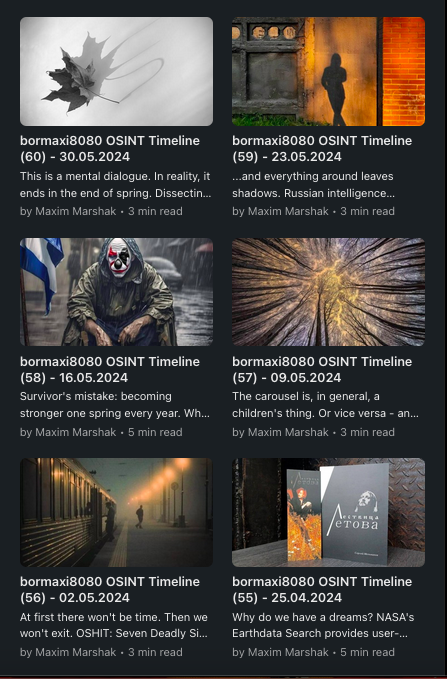 bormaxi8080 OSINT Timeline
(60) - 30.05.2024
This is a mental dialogue. In reality, it
ends in the end of spring. Dissectin...
by Maxim Marshak • 3 min read
bormaxi8080 OSINT Timeline
(59) - 23.05.2024
...and everything around leaves
shadows. Russian intelligence...
by Maxim Marshak • 3 min read
bormaxi8080 OSINT Timeline
(58) - 16.05.2024
Survivor's mistake: becoming
stronger one spring every year. Wh...
by Maxim Marshak • 5 min read
bormaxi8080 OSINT Timeline
(57) - 09.05.2024
The carousel is, in general, a
children's thing. Or vice versa - an...
by Maxim Marshak • 3 min read
bormaxi8080 OSINT Timeline
(56) - 02.05.2024
At first there won't be time. Then we
won't exit. OSHIT: Seven Deadly Si...
by Maxim Marshak • 3 min read
Лестница
Летова
bormaxi8080 OSINT Timeline
(55) - 25.04.2024
Why do we have a dreams? NASA's
Earthdata Search provides user-...
by Maxim Marshak • 5 min read